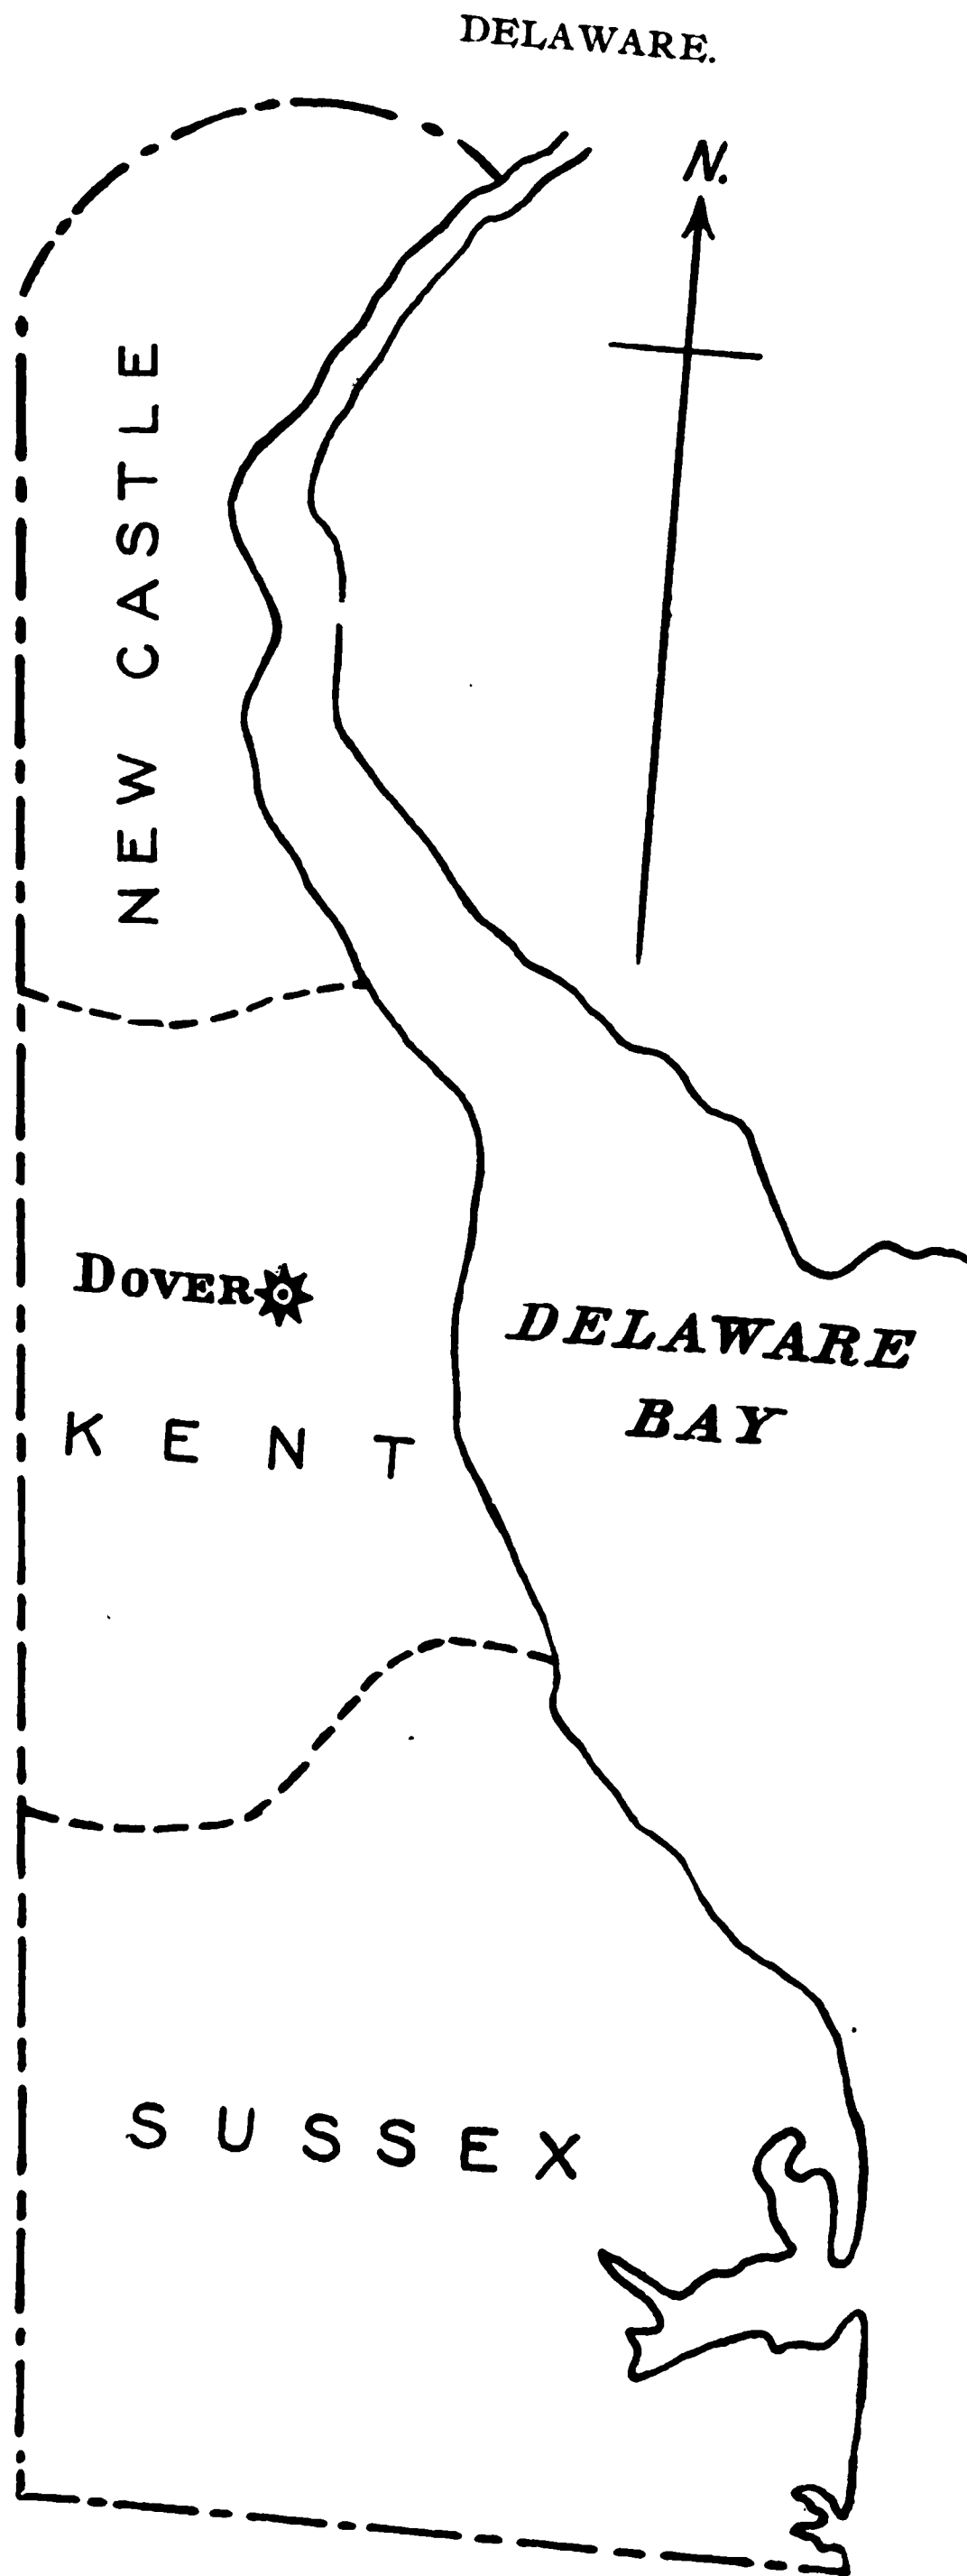 DELAWARE.
N.
NEW CASTLE
DOVER
DELAWARE
BAY
KENT
SUSSEX